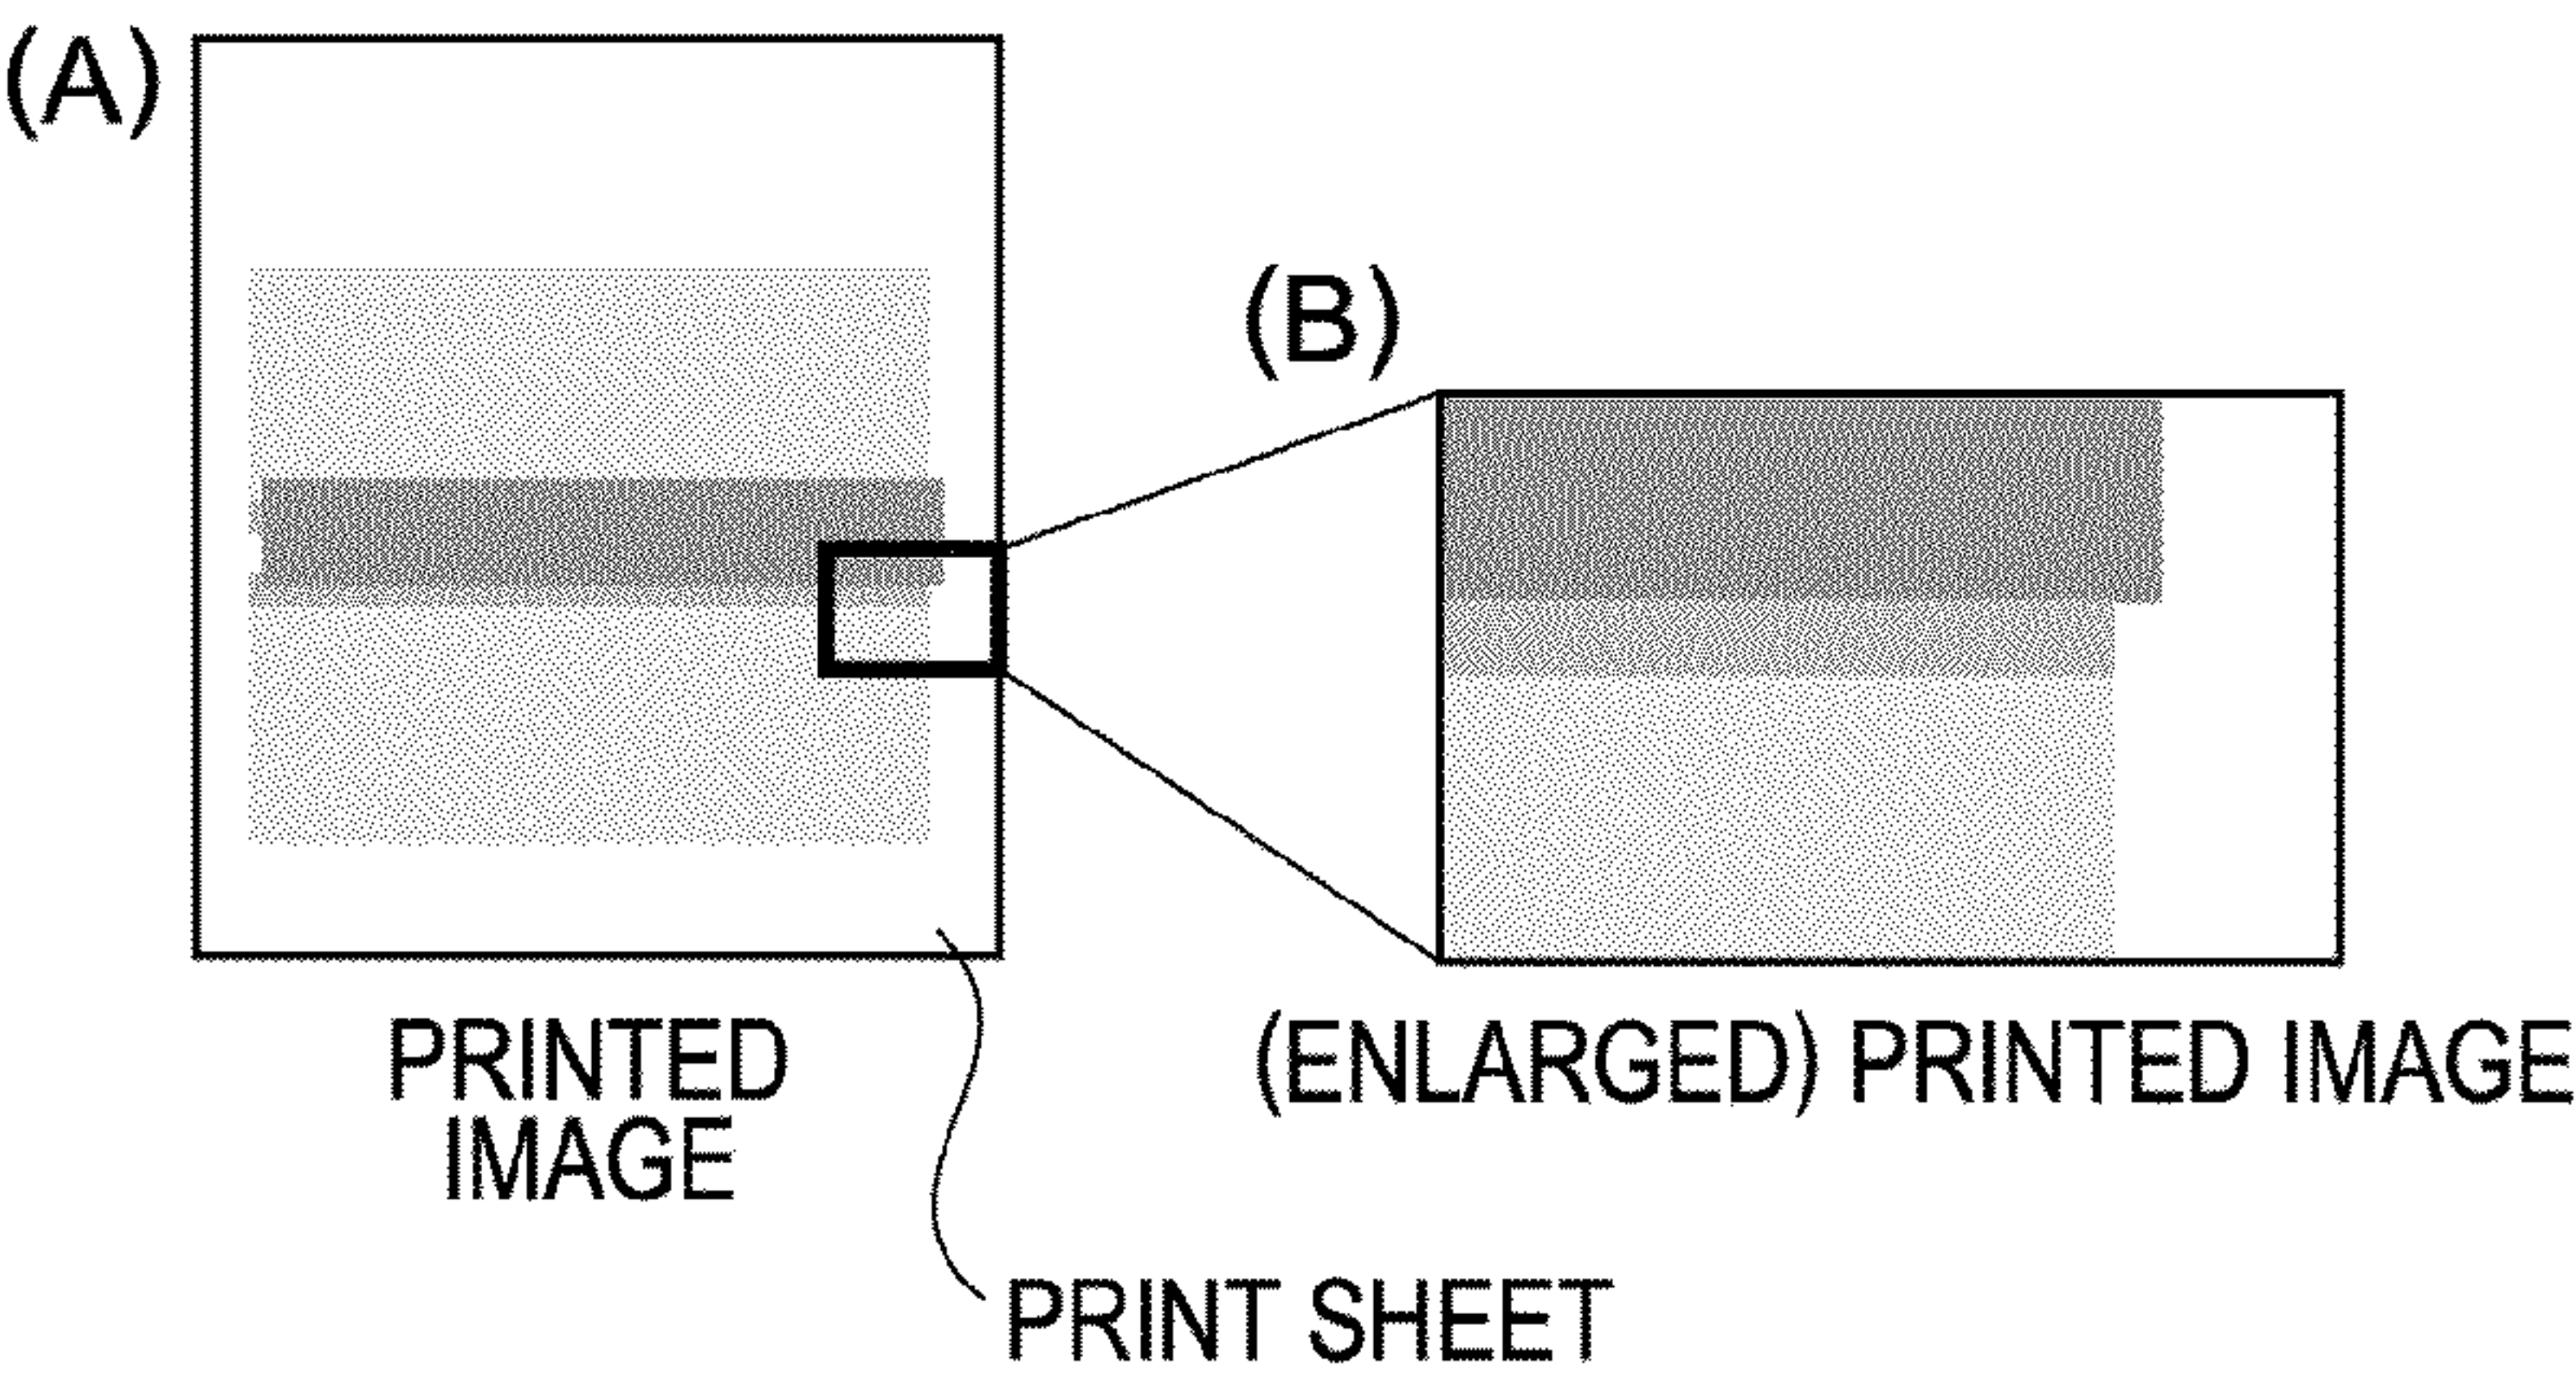 (A)
(B)
PRINTED
IMAGE
(ENLARGED) PRINTED IMAGE
PRINT SHEET